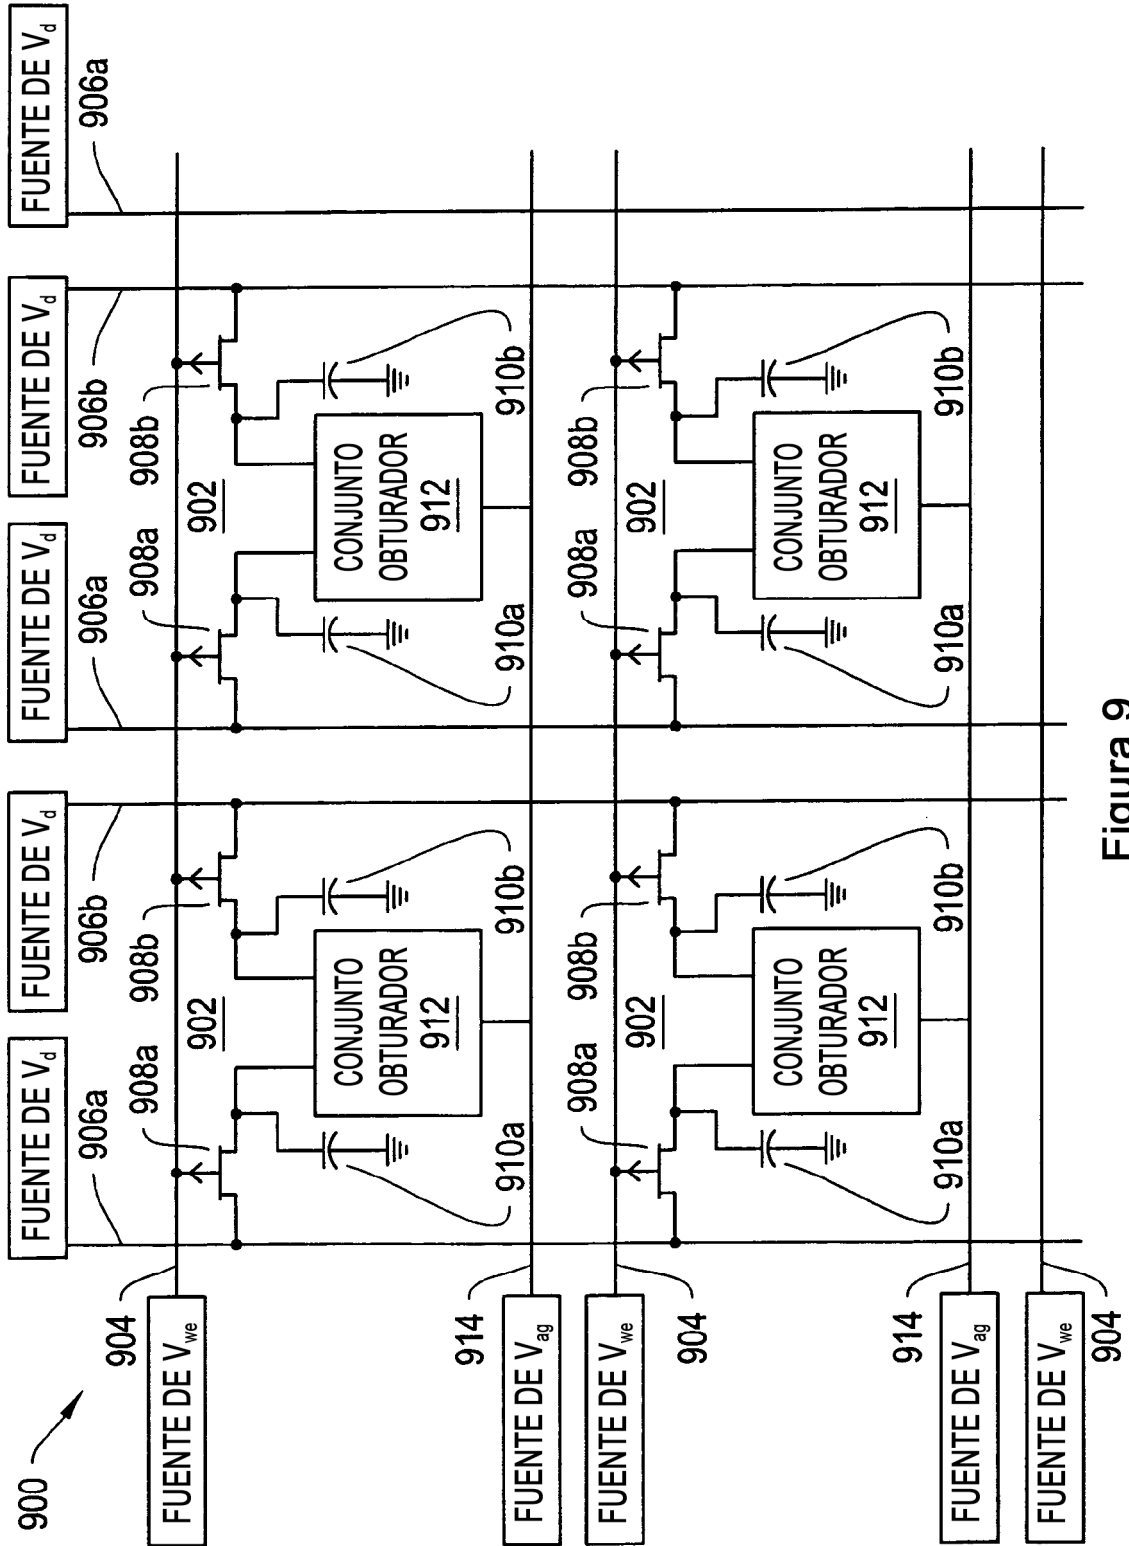 900
FUENTE DE V_d FUENTE DE V_d FUENTE DE V_d FUENTE DE V_d FUENTE DE V_d
906a 906b 906a 906b 906a
904 908a 908b 908a 908b
FUENTE DE V_we
902 902
CONJUNTO CONJUNTO
OBTURADOR OBTURADOR
912 912
914 910a 910b 910a 910b
FUENTE DE V_ag
908a 908b 908a 908b
FUENTE DE V_we
902 902
904
CONJUNTO CONJUNTO
OBTURADOR OBTURADOR
912 912
914 910a 910b 910a 910b
FUENTE DE V_ag
FUENTE DE V_we
904
Figura 9